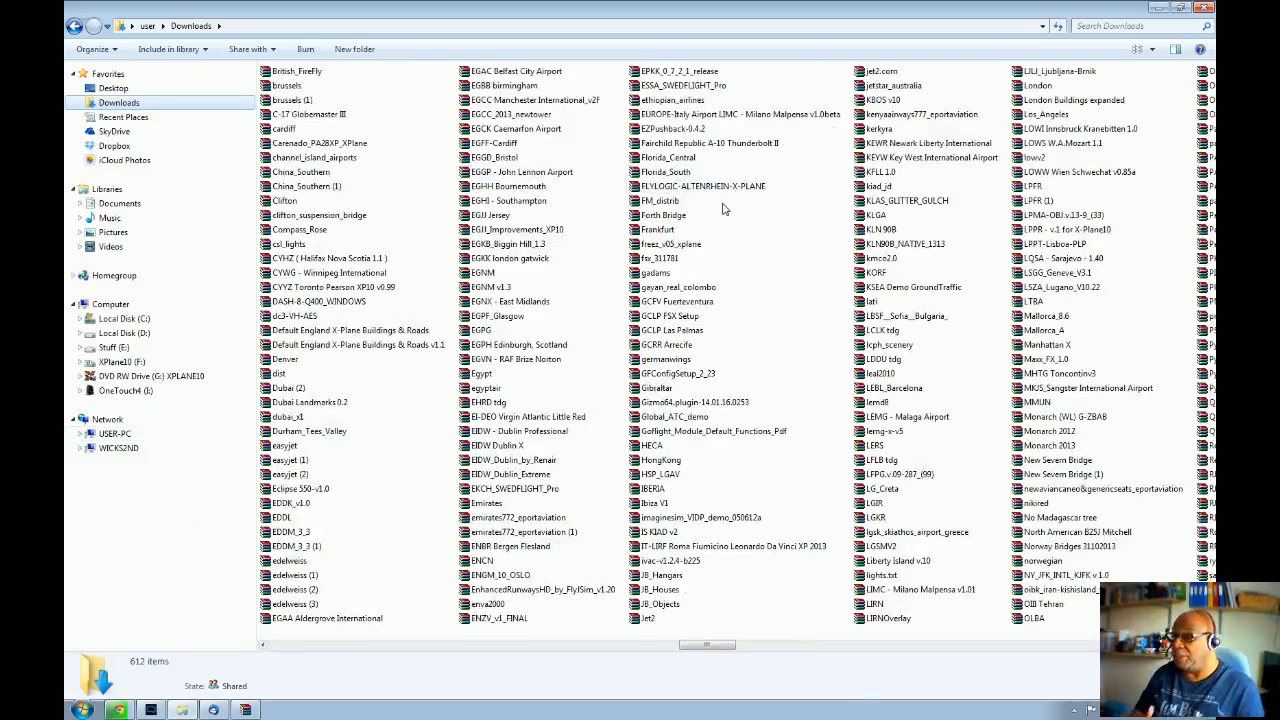 user ▸ Downloads ▸
Search Downloads
Organize Include in library Share with Burn New folder
Favorites
Desktop
Downloads
Recent Places
SkyDrive
Dropbox
iCloud Photos
Libraries
Documents
Music
Pictures
Videos
Homegroup
Computer
Local Disk (C:)
Local Disk (D:)
Stuff (E:)
XPlane10 (F:)
DVD RW Drive (G:) XPLANE10
OneTouch4 (I:)
Network
USER-PC
WICKS2ND
British_FireFly
brussels
brussels (1)
C-17 Globemaster III
cardiff
Carenado_PA28XP_XPlane
channel_island_airports
China_Southern
China_Southern (1)
Clifton
clifton_suspension_bridge
Compass_Rose
csl_lights
CYHZ ( Halifax Nova Scotia 1.1 )
CYWG - Winnipeg International
CYYZ Toronto Pearson XP10 v0.99
DASH-8-Q400_WINDOWS
dc3-VH-AES
Default England X-Plane Buildings & Roads
Default England X-Plane Buildings & Roads v1.1
Denver
dist
Dubai (2)
Dubai Landmarks 0.2
dubai_x1
Durham_Tees_Valley
easyjet
easyjet (1)
easyjet (2)
Eclipse 550-v1.0
EDDK_v1.0
EDDL
EDDM_3_3
EDDM_3_3 (1)
edelweiss
edelweiss (1)
edelweiss (2)
edelweiss (3)
EGAA Aldergrove International
EGAC Belfast City Airport
EGBB birmingham
EGCC Manchester International_v2F
EGCC_2013_newtower
EGCK Caernarfon Airport
EGFF-Cardiff
EGGD_Bristol
EGGP - John Lennon Airport
EGHH Bournemouth
EGHI - Southampton
EGJJ Jersey
EGJJ_Improvements_XP10
EGKB_Biggin Hill_1.3
EGKK london gatwick
EGNM
EGNM v1.3
EGNX - East Midlands
EGPF_Glasgow
EGPG
EGPH Edinburgh, Scotland
EGVN - RAF Brize Norton
Egypt
egyptair
EHRD tdg
EI-DEO Virgin Atlantic Little Red
EIDW - Dublin Professional
EIDW Dublin X
EIDW_Dublin_by_Renair
EIDW_Dublin_Extreme
EKCH_SWEDFLIGHT_Pro
Emirates
emirates772_eportaviation
emirates772_eportaviation (1)
ENBR Bergen Flesland
ENCN
ENGM_10_OSLO
EnhancedRunwaysHD_by_FlyJSim_v1.20
enva2000
ENZV_v1_FINAL
EPKK_0_7_2_1_release
ESSA_SWEDFLIGHT_Pro
ethiopian_airlines
EUROPE-Italy Airport LIMC - Milano Malpensa v1.0beta
EZPushback-0.4.2
Fairchild Republic A-10 Thunderbolt II
Florida_Central
Florida_South
FLYLOGIC-ALTENRHEIN-X-PLANE
FM_distrib
Forth Bridge
Frankfurt
freez_v05_xplane
fsx_311781
gadams
gayan_real_colombo
GCFV Fuerteventura
GCLP FSX Setup
GCLP Las Palmas
GCRR Arrecife
germanwings
GFConfigSetup_2_23
Gibraltar
Gizmo64.plugin-14.01.16.0253
Global_ATC_demo
Goflight_Module_Default_Functions_Pdf
HECA
HongKong
HSP_LGAV
IBERIA
Ibiza V1
imaginesim_VIDP_demo_050612a
IS KIAD v2
IT-LIRF Roma Fiumicino Leonardo Da Vinci XP 2013
ivac-v1.2.4-b225
JB_Hangars
JB_Houses
JB_Objects
Jet2
jet2.com
jetstar_australia
KBOS v10
kenyaairways777_eportaviation
kerkyra
KEWR Newark Liberty International
KEYW Key West International Airport
KFLL 1.0
kiad_jd
KLAS_GLITTER_GULCH
KLGA
KLN 90B
KLN90B_NATIVE_1313
kmco2.0
KORF
KSEA Demo GroundTraffic
lati
LBSF__Sofia__Bulgaria_
LCLK tdg
lcph_scenery
LDDU tdg
leal2010
LEBL_Barcelona
lemd8
LEMG - Malaga Airport
lemg-x-v5
LERS
LFLB tdg
LFPG.v.09-287_(99)
LG_Creta
LGIR
LGKR
lgsk_skiathos_airport_greece
LGSMV2
Liberty Island v.10
lights.txt
LIMC - Milano Malpensa v1.01
LIRN
LIRNOverlay
LJLJ_Ljubljana-Brnik
London
London Buildings expanded
Los_Angeles
LOWI Innsbruck Kranebitten 1.0
LOWS W.A.Mozart 1.1
lowv2
LOWW Wien Schwechat v0.85a
LPFR
LPFR (1)
LPMA-OBJ.v.13-9_(33)
LPPR - v.1 for X-Plane10
LPPT-Lisboa-PLP
LQSA - Sarajevo - 1.40
LSGG_Geneve_V3.1
LSZA_Lugano_V10.22
LTBA
Mallorca_8.6
Mallorca_A
Manhattan X
Maxx_FX_1.0
MHTG Toncontinv3
MKJS_Sangster International Airport
MMUN
Monarch (WL) G-ZBAB
Monarch 2012
Monarch 2013
New Severn Bridge
New Severn Bridge (1)
newaviancaneo&genericseats_eportaviation
nikired
No Madagascar tree
North American B25J Mitchell
Norway Bridges 31102013
norwegian
NY_JFK_INTL_KJFK v 1.0
oibk_iran-kishisland_
OIII Tehran
OLBA
612 items
State: Shared